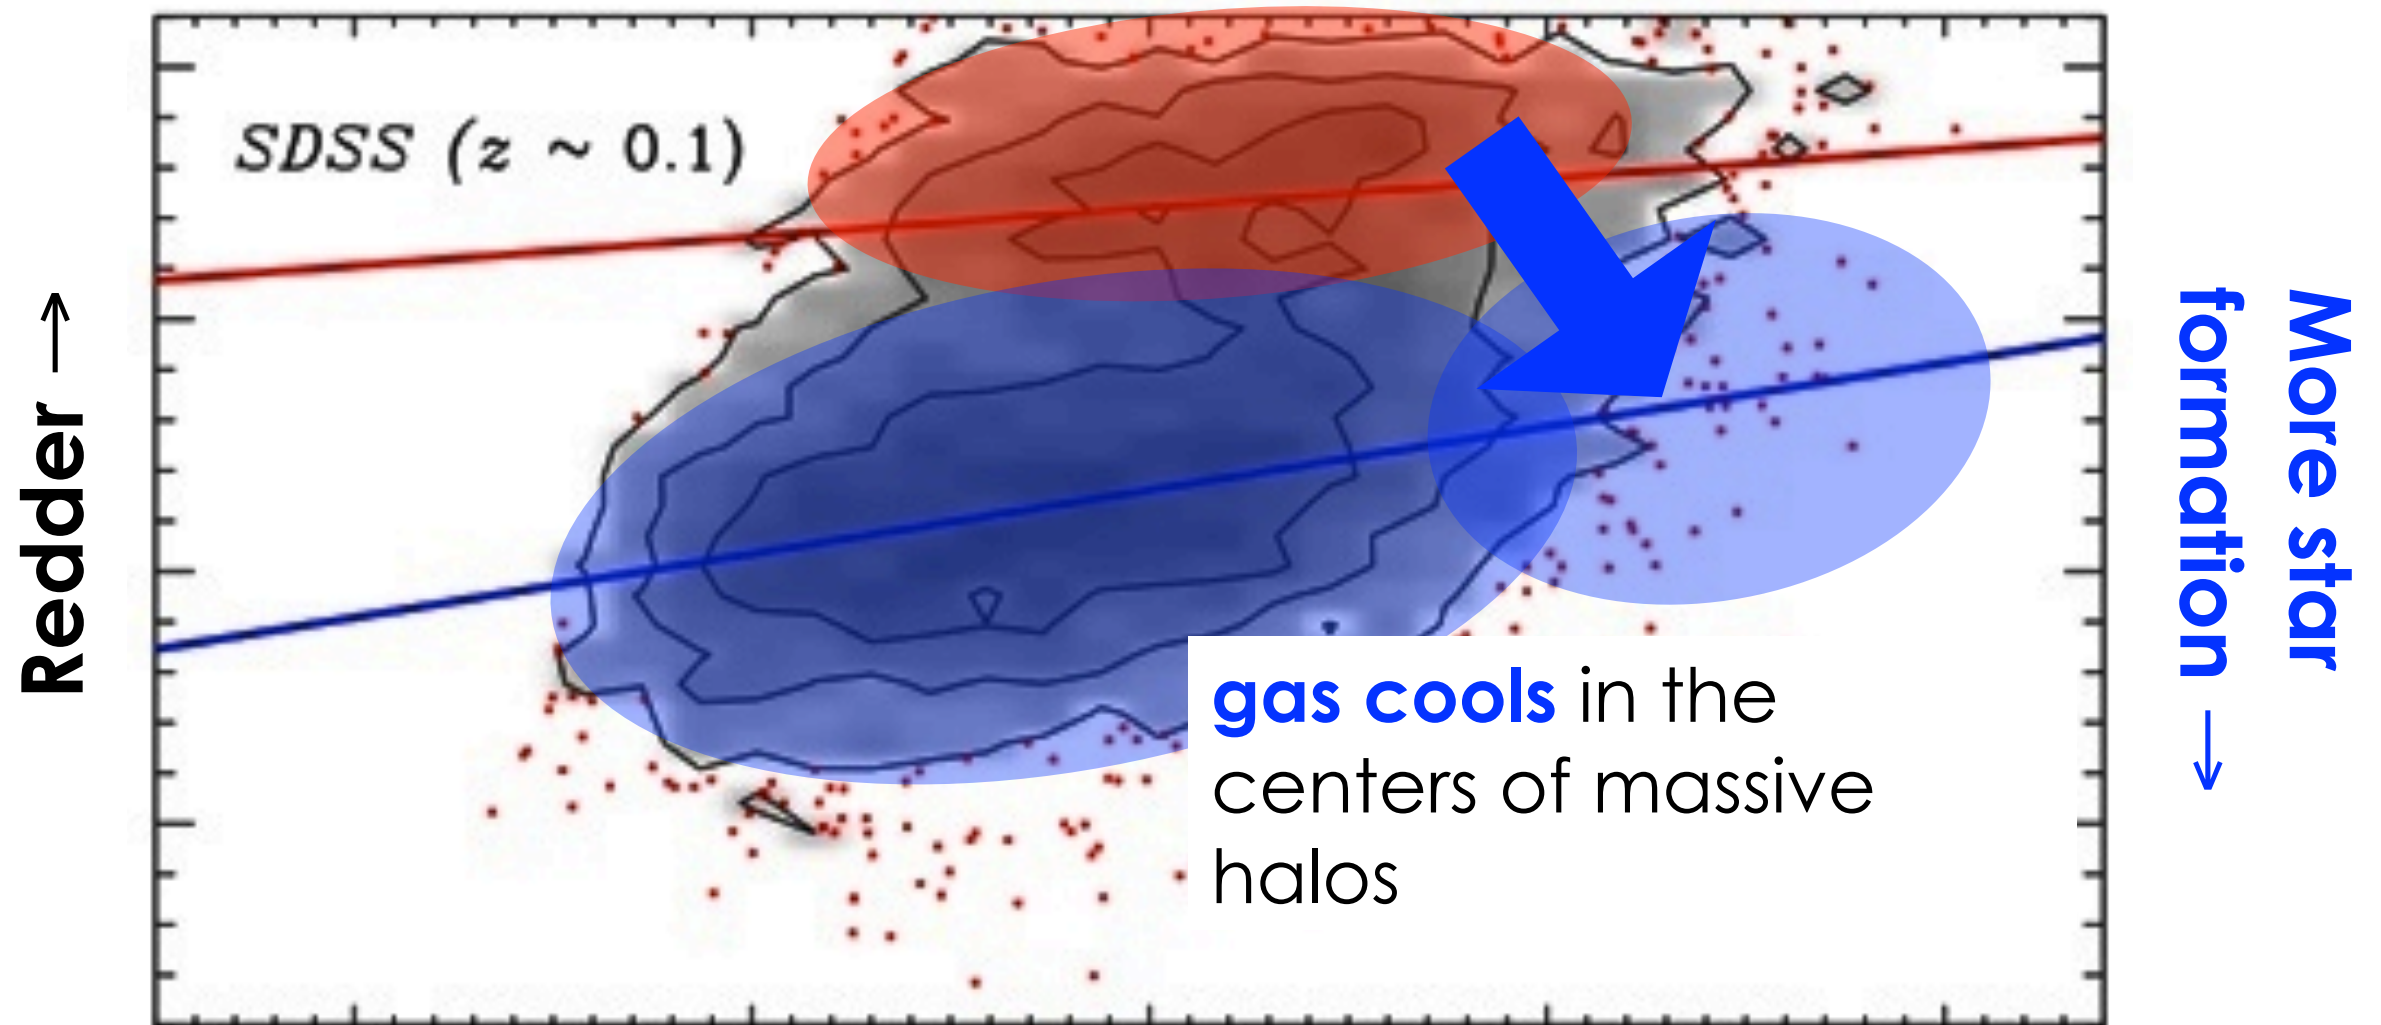 SDSS (z ~ 0.1)
Redder →
More star
formation →
gas cools in the
centers of massive
halos